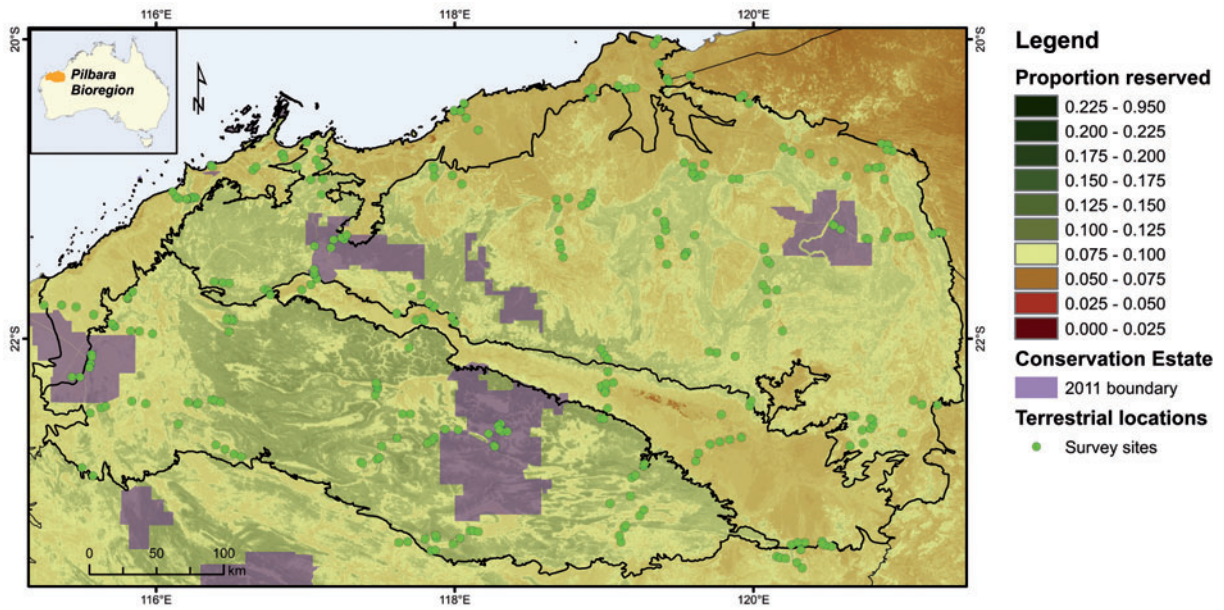 116°E 118°E 120°E
20°S 20°S
Pilbara
Bioregion
N
22°S 22°S
0 50 100
km
116°E 118°E 120°E
Legend
Proportion reserved
0.225 - 0.950
0.200 - 0.225
0.175 - 0.200
0.150 - 0.175
0.125 - 0.150
0.100 - 0.125
0.075 - 0.100
0.050 - 0.075
0.025 - 0.050
0.000 - 0.025
Conservation Estate
2011 boundary
Terrestrial locations
Survey sites